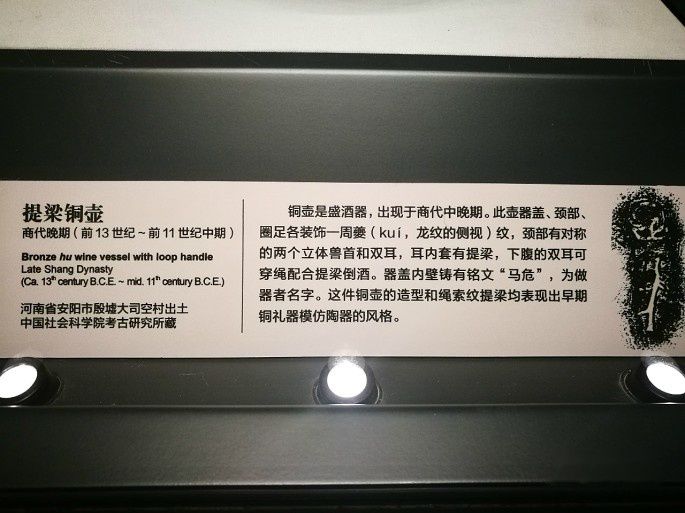 提梁铜壶
商代晚期（前13世纪～前11世纪中期）
Bronze hu wine vessel with loop handle
Late Shang Dynasty
(Ca. 13th century B.C.E. ~ mid. 11th century B.C.E.)
河南省安阳市殷墟大司空村出土
中国社会科学院考古研究所藏
铜壶是盛酒器，出现于商代中晚期。此壶器盖、颈部、
圈足各装饰一周夔（kuí，龙纹的侧视）纹，颈部有对称
的两个立体兽首和双耳，耳内套有提梁，下腹的双耳可
穿绳配合提梁倒酒。器盖内壁铸有铭文“马危”，为做
器者名字。这件铜壶的造型和绳索纹提梁均表现出早期
铜礼器模仿陶器的风格。